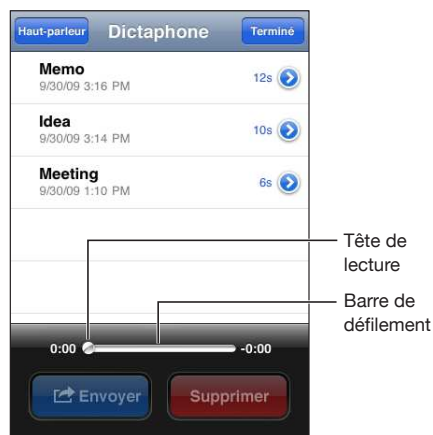 Haut-parleur Dictaphone Terminé
Memo
9/30/09 3:16 PM
12s
Idea
9/30/09 3:14 PM
10s
Meeting
9/30/09 1:10 PM
6s
Tête de
lecture
Barre de
défilement
0:00 -0:00
Envoyer Supprimer